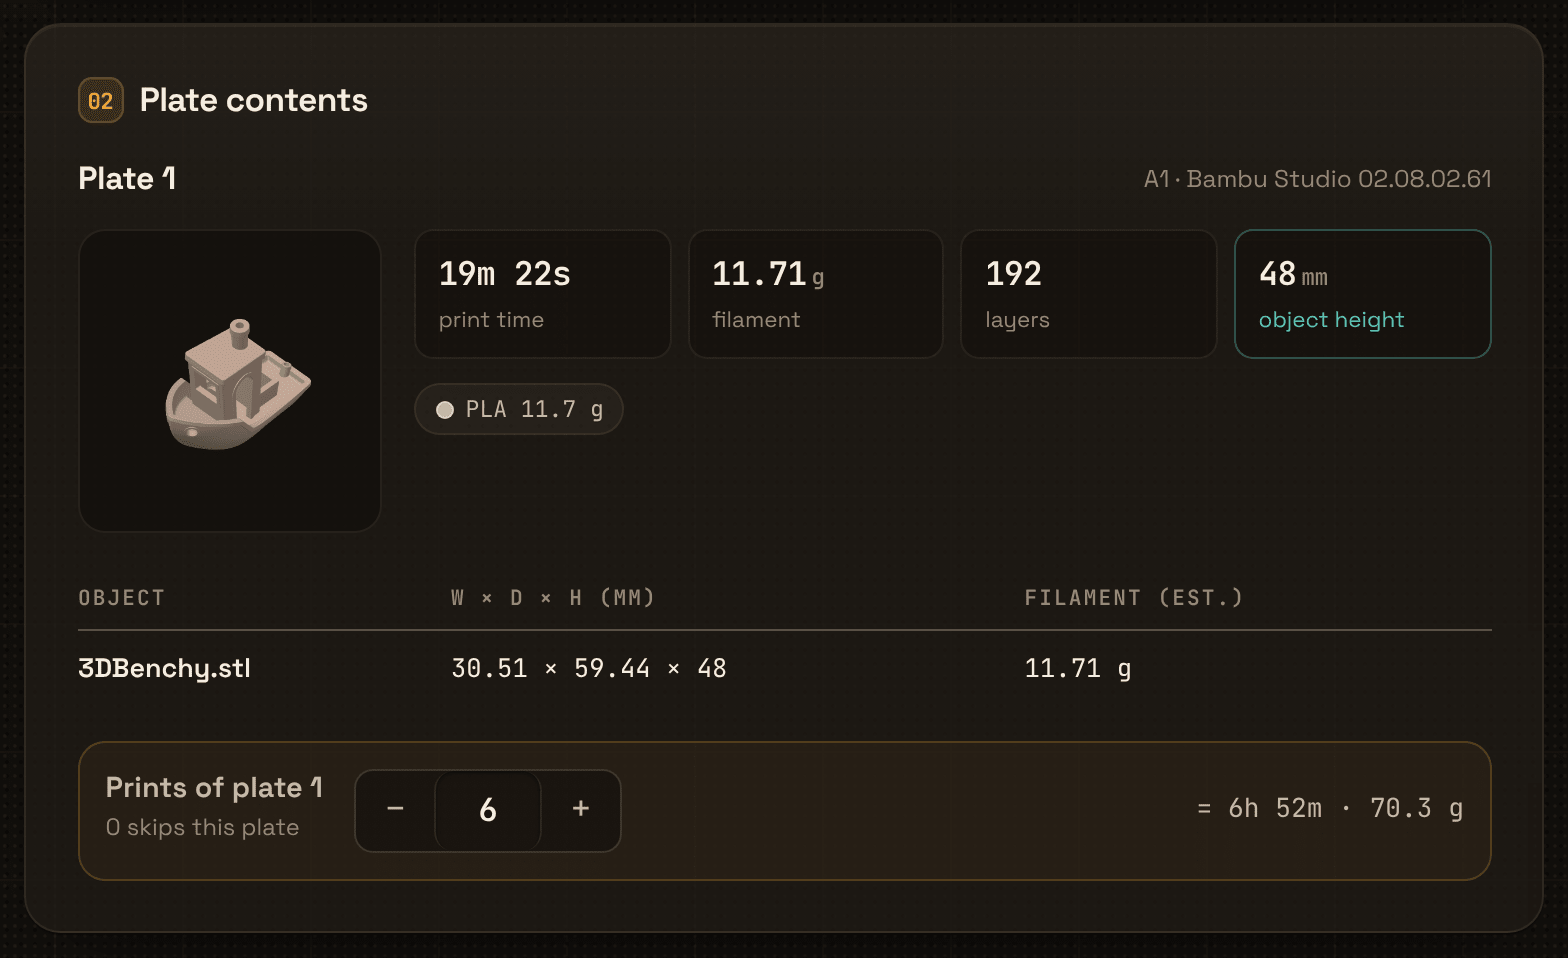 02 Plate contents
Plate 1
A1 · Bambu Studio 02.08.02.61
19m 22s
print time
11.71 g
filament
192
layers
48 mm
object height
PLA 11.7 g
OBJECT W × D × H (MM) FILAMENT (EST.)
3DBenchy.stl 30.51 × 59.44 × 48 11.71 g
Prints of plate 1
0 skips this plate
− 6 +
= 6h 52m · 70.3 g